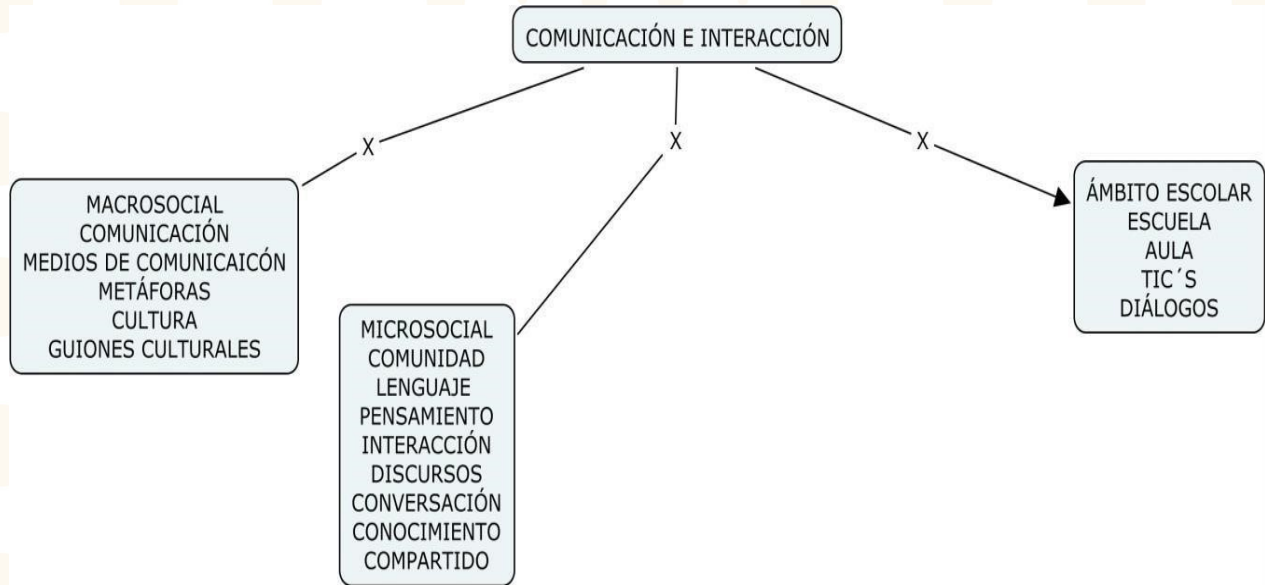 COMUNICACIÓN E INTERACCIÓN
X
X
X
MACROSOCIAL
COMUNICACIÓN
MEDIOS DE COMUNICAICÓN
METÁFORAS
CULTURA
GUIONES CULTURALES
MICROSOCIAL
COMUNIDAD
LENGUAJE
PENSAMIENTO
INTERACCIÓN
DISCURSOS
CONVERSACIÓN
CONOCIMIENTO
COMPARTIDO
ÁMBITO ESCOLAR
ESCUELA
AULA
TIC´S
DIÁLOGOS